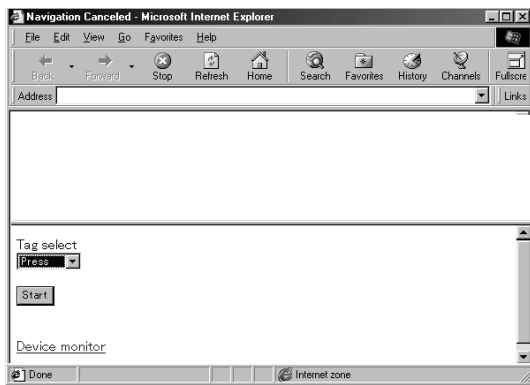 Navigation Canceled - Microsoft Internet Explorer
File Edit View Go Favorites Help
Back Forward Stop Refresh Home Search Favorites History Channels Fullscre
Address Links
Tag select
Press
Start
Device monitor
Done Internet zone